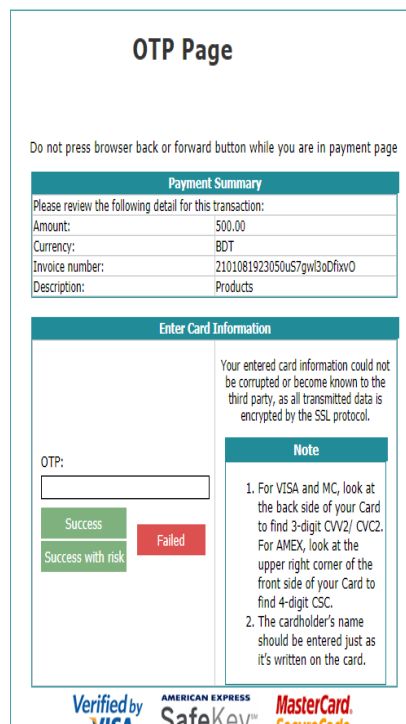 OTP Page
Do not press browser back or forward button while you are in payment page
Payment Summary
Please review the following detail for this transaction:
Amount: 500.00
Currency: BDT
Invoice number: 2101081923050uS7gwl3oDfixvO
Description: Products
Enter Card Information
Your entered card information could not
be corrupted or become known to the
third party, as all transmitted data is
encrypted by the SSL protocol.
Note
OTP:
Success
Success with risk
Failed
1. For VISA and MC, look at
the back side of your Card
to find 3-digit CVV2/ CVC2.
For AMEX, look at the
upper right corner of the
front side of your Card to
find 4-digit CSC.
2. The cardholder's name
should be entered just as
it's written on the card.
Verified by
VISA
AMERICAN EXPRESS
SafeKey℠
MasterCard.
SecureCode